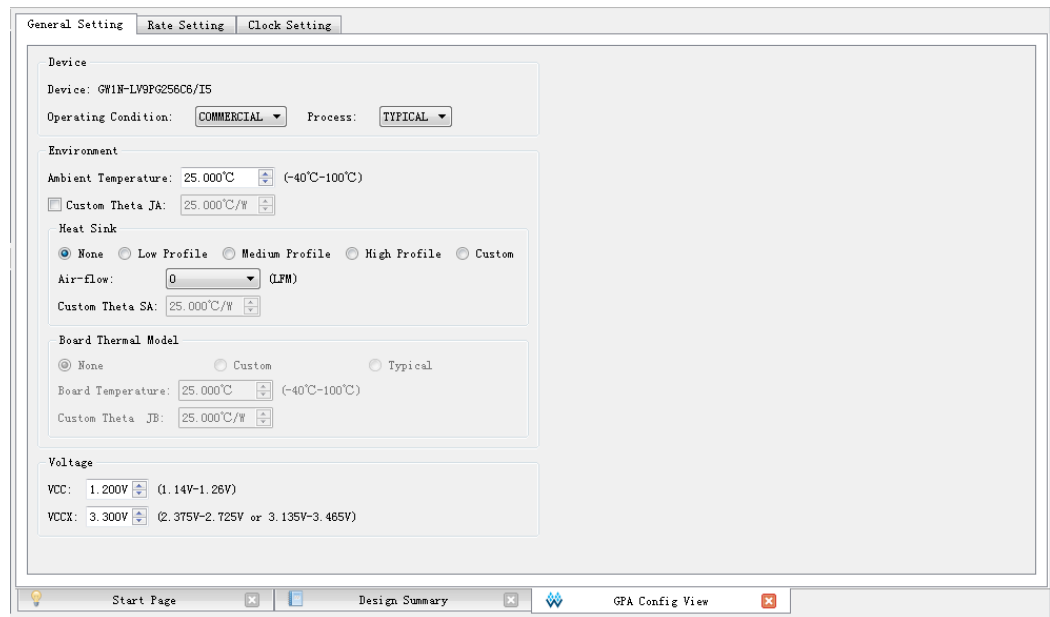 General Setting Rate Setting Clock Setting
Device
Device: GW1N-LV9PG256C6/I5
Operating Condition: COMMERCIAL Process: TYPICAL
Environment
Ambient Temperature: 25.000℃ (-40℃-100℃)
Custom Theta JA: 25.000℃/W
Heat Sink
None Low Profile Medium Profile High Profile Custom
Air-flow: 0 (LFM)
Custom Theta SA: 25.000℃/W
Board Thermal Model
None Custom Typical
Board Temperature: 25.000℃ (-40℃-100℃)
Custom Theta JB: 25.000℃/W
Voltage
VCC: 1.200V (1.14V-1.26V)
VCCX: 3.300V (2.375V-2.725V or 3.135V-3.465V)
Start Page Design Summary GPA Config View